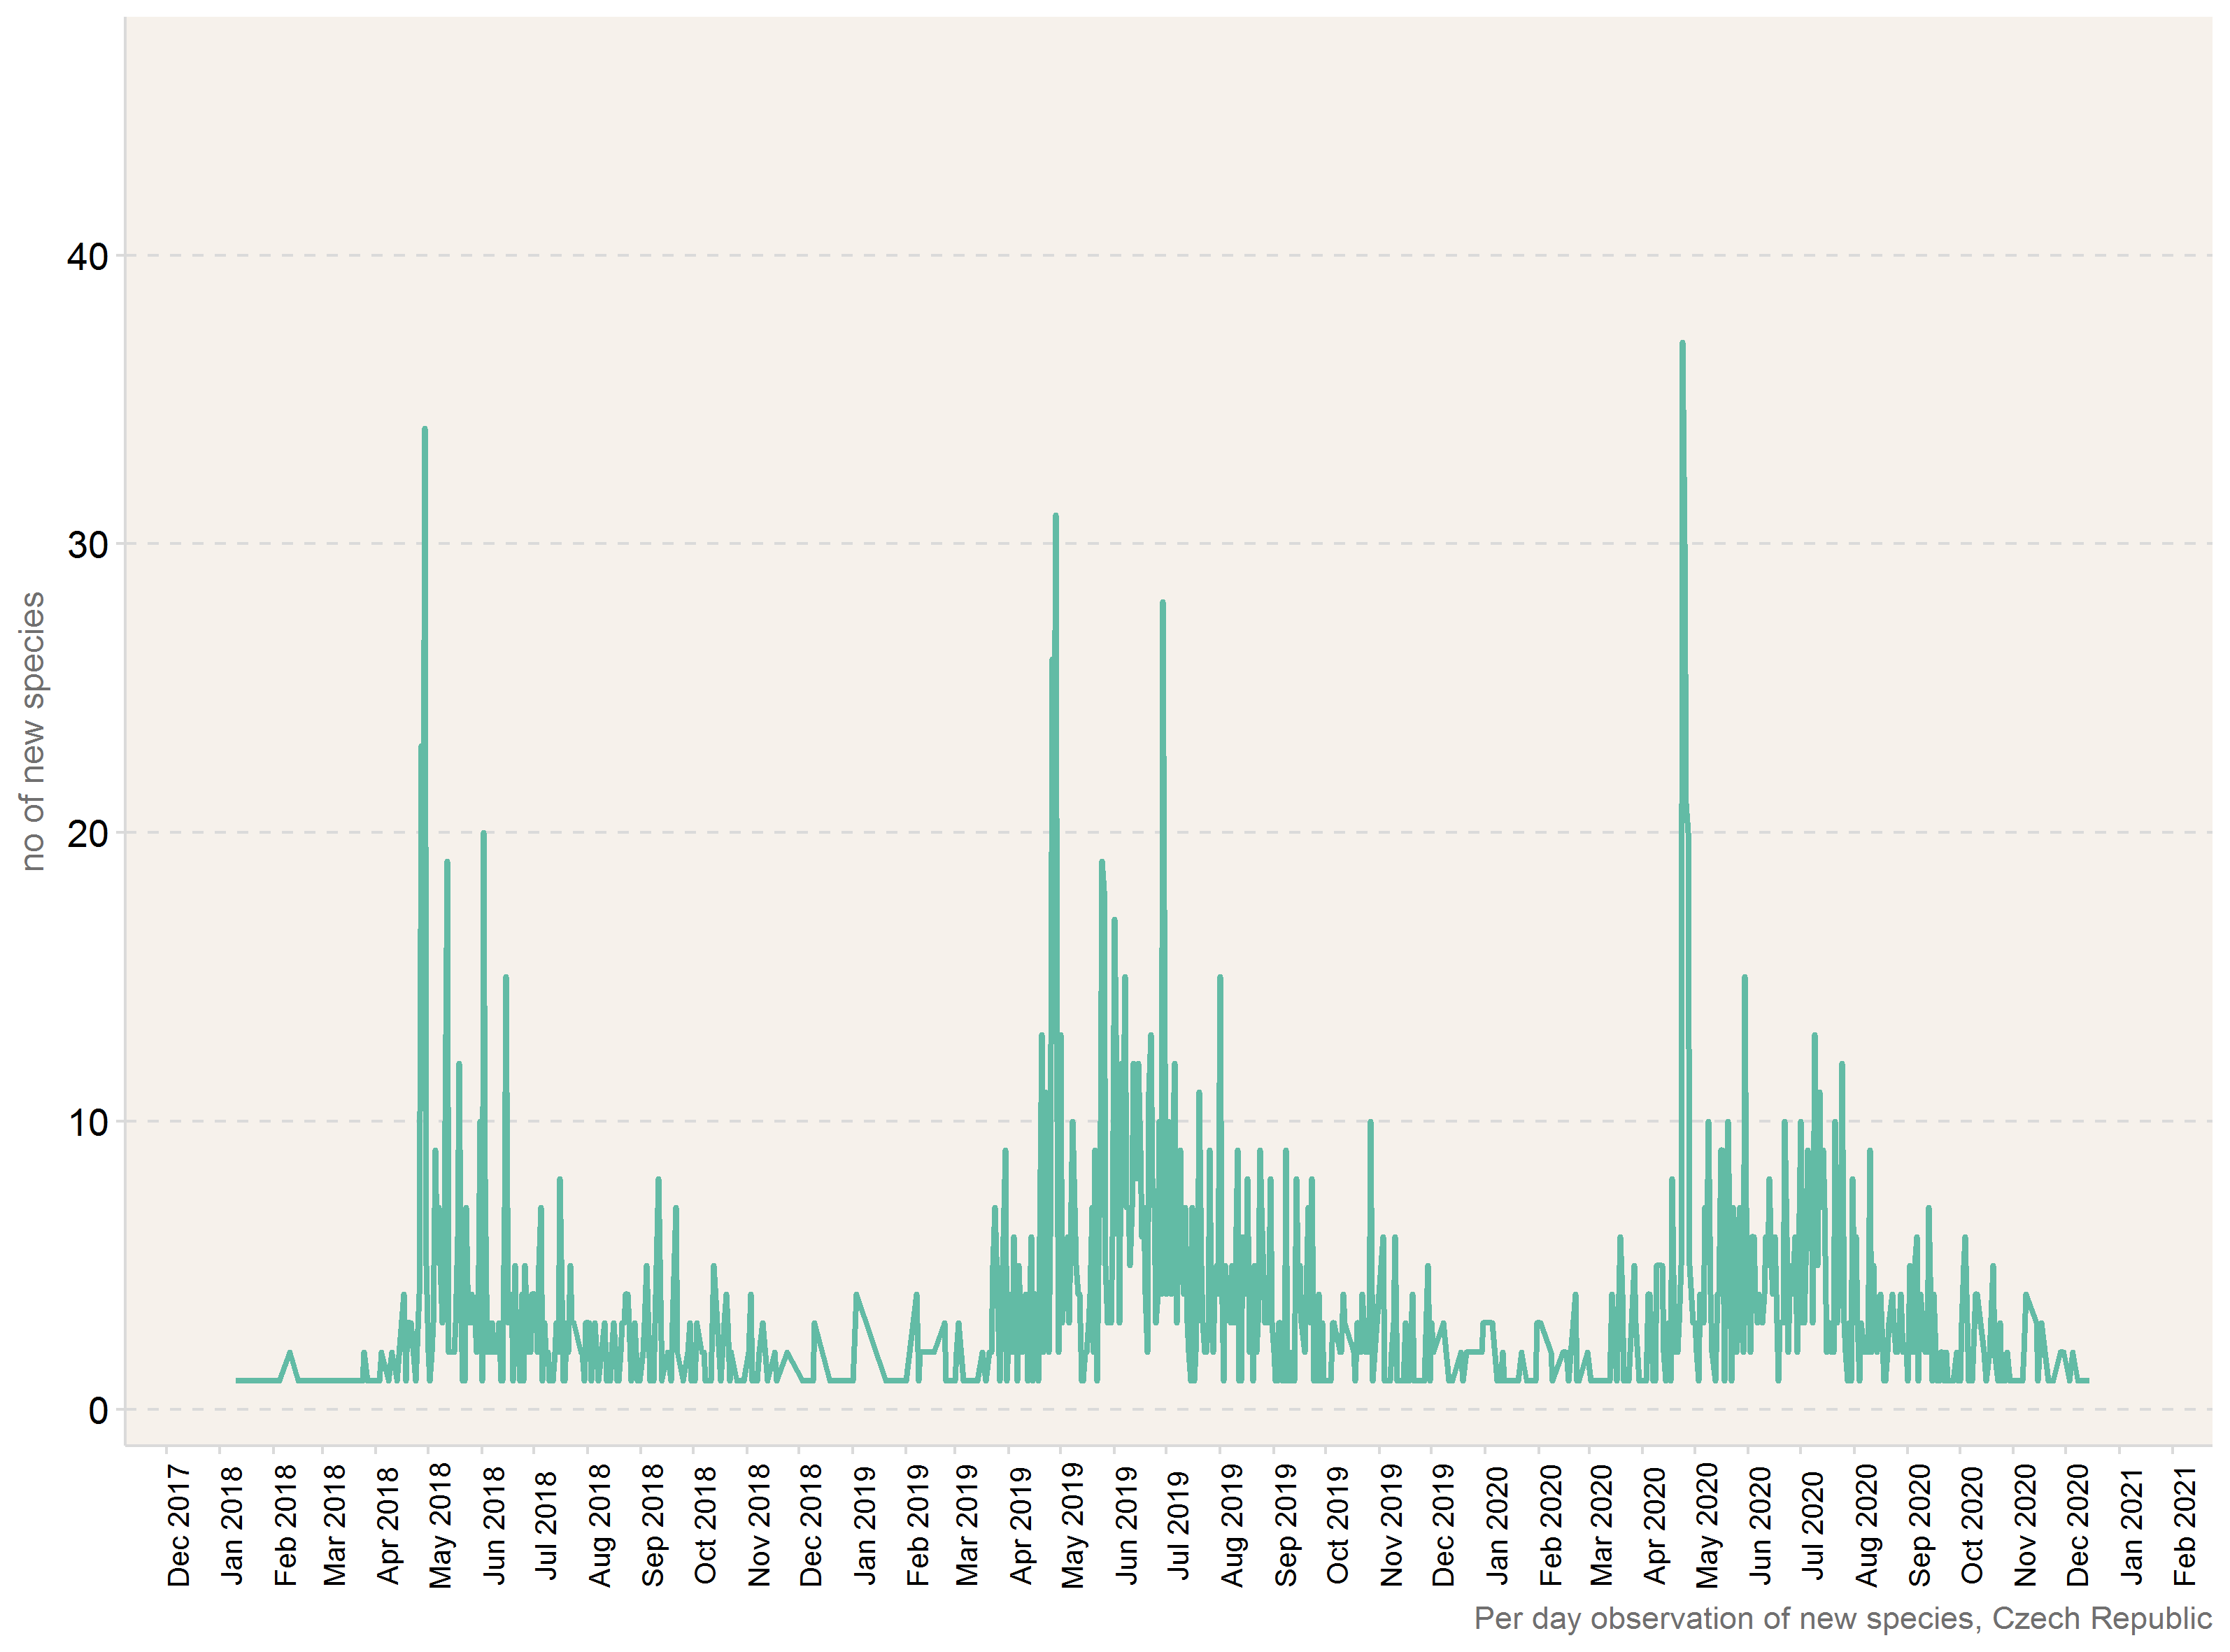 no of new species
40
30
20
10
0
Dec 2017
Jan 2018
Feb 2018
Mar 2018
Apr 2018
May 2018
Jun 2018
Jul 2018
Aug 2018
Sep 2018
Oct 2018
Nov 2018
Dec 2018
Jan 2019
Feb 2019
Mar 2019
Apr 2019
May 2019
Jun 2019
Jul 2019
Aug 2019
Sep 2019
Oct 2019
Nov 2019
Dec 2019
Jan 2020
Feb 2020
Mar 2020
Apr 2020
May 2020
Jun 2020
Jul 2020
Aug 2020
Sep 2020
Oct 2020
Nov 2020
Dec 2020
Jan 2021
Feb 2021
Per day observation of new species, Czech Republic